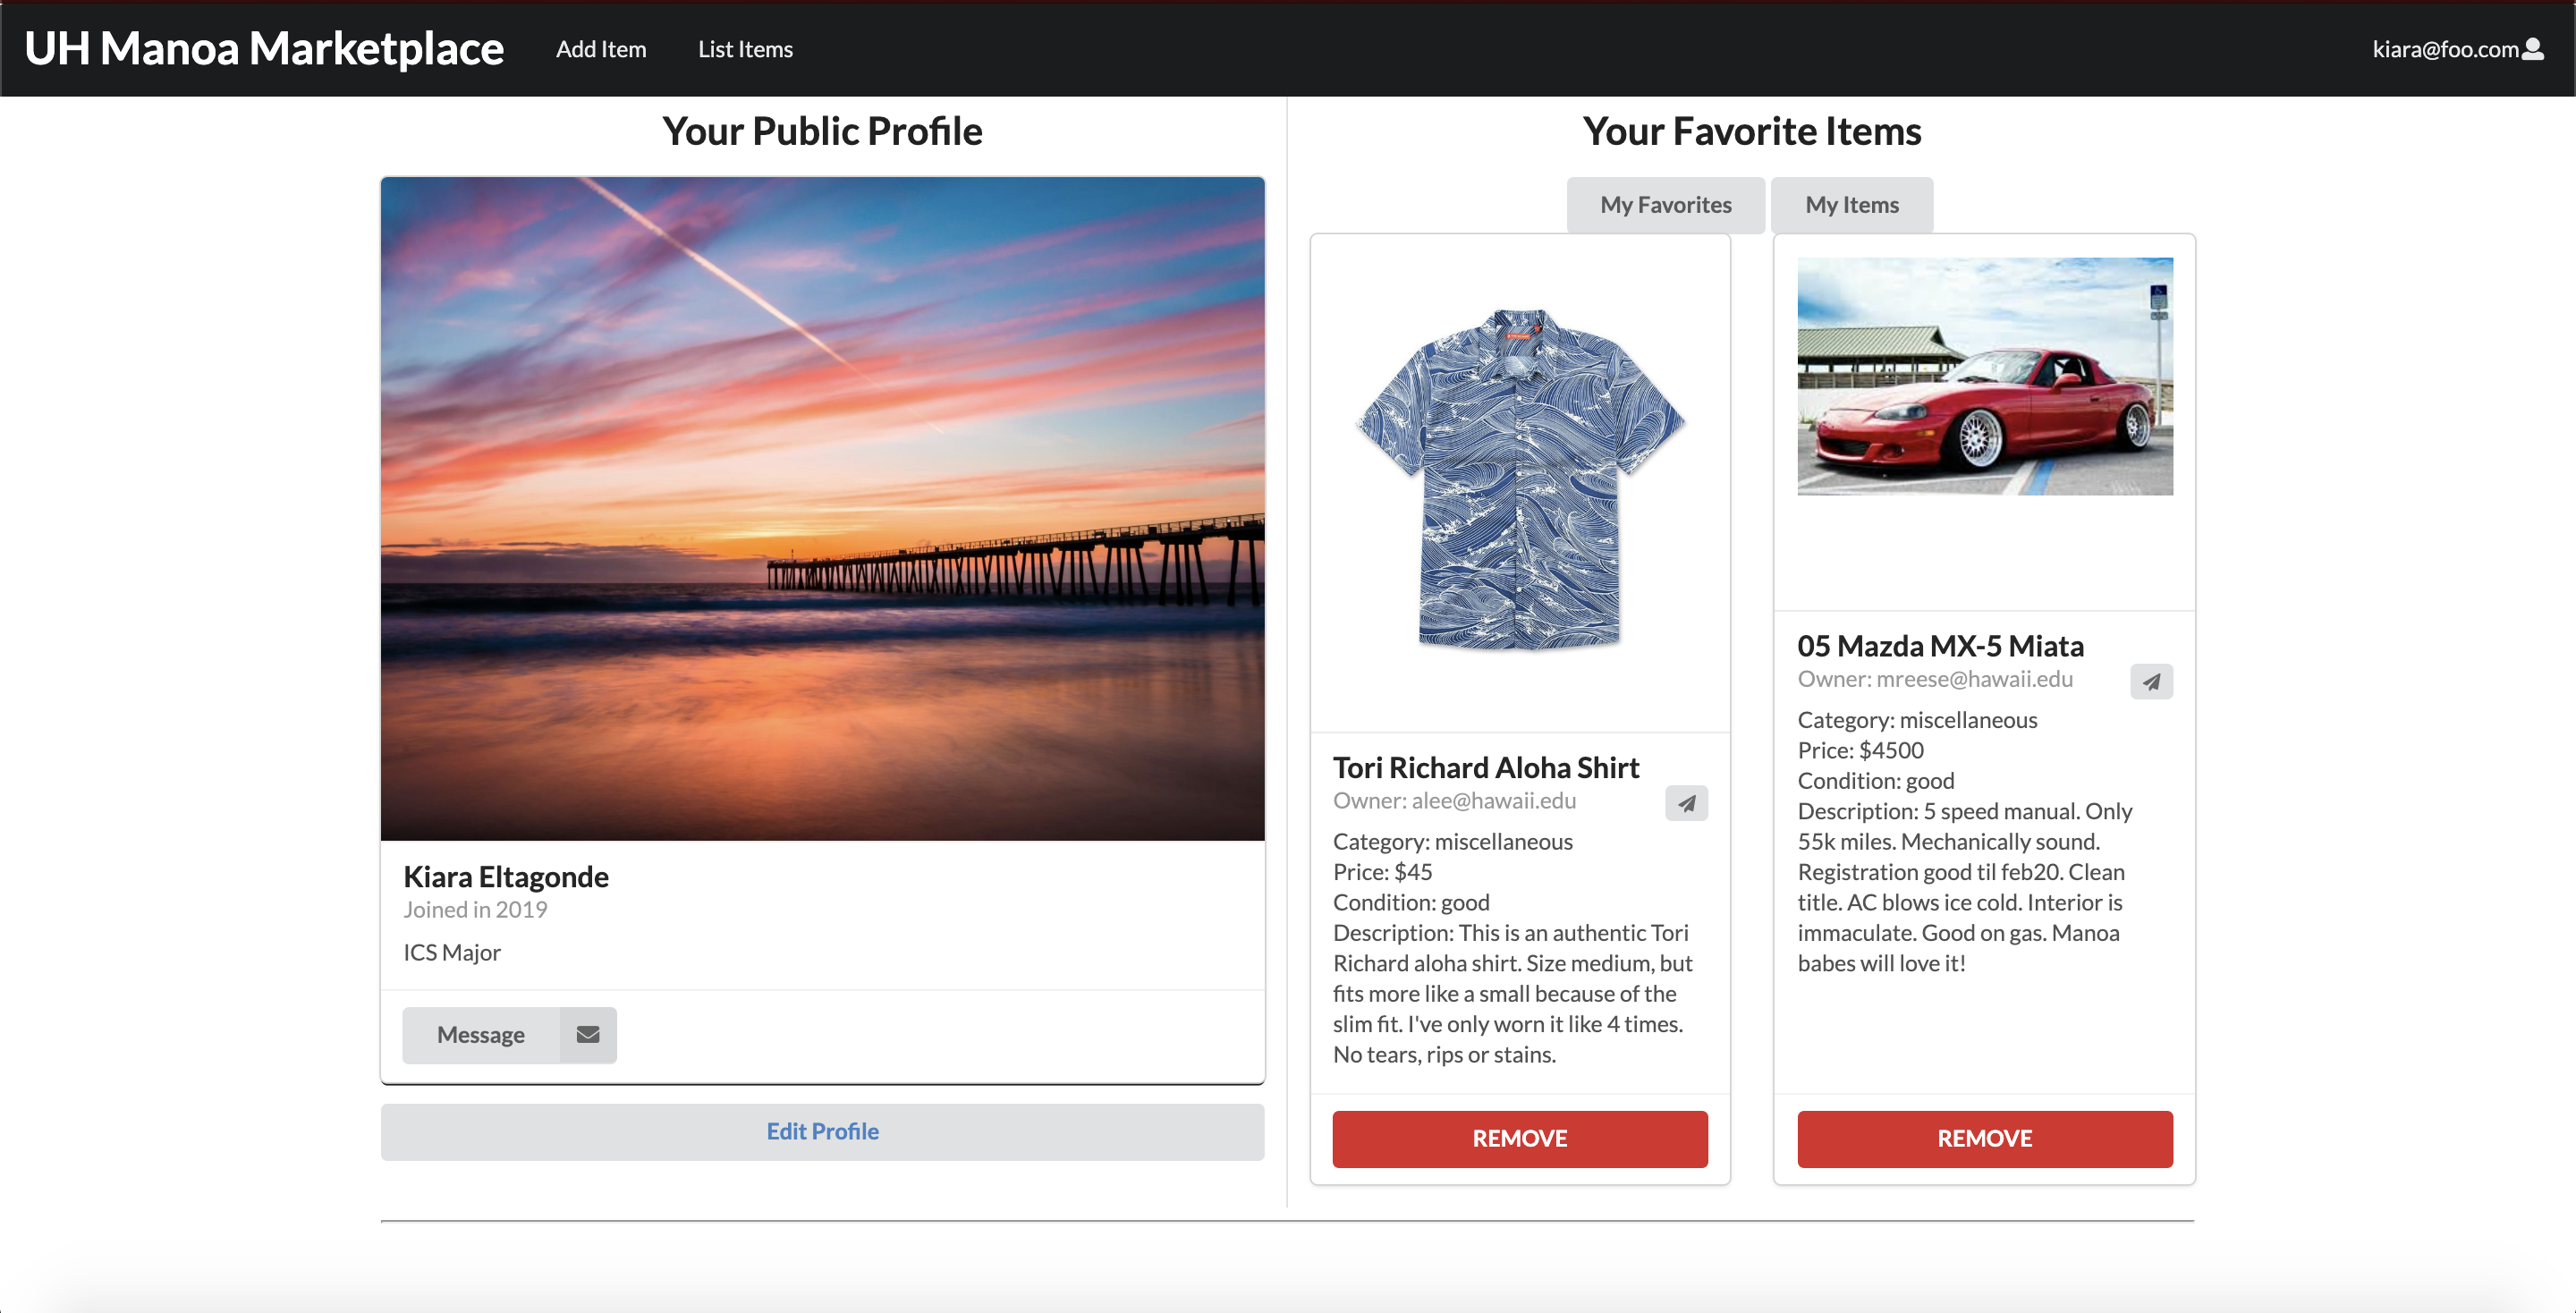 UH Manoa Marketplace
Add Item
List Items
kiara@foo.com
Your Public Profile
Kiara Eltagonde
Joined in 2019
ICS Major
Message
Edit Profile
Your Favorite Items
My Favorites
My Items
Tori Richard Aloha Shirt
Owner: alee@hawaii.edu
Category: miscellaneous
Price: $45
Condition: good
Description: This is an authentic Tori
Richard aloha shirt. Size medium, but
fits more like a small because of the
slim fit. I've only worn it like 4 times.
No tears, rips or stains.
REMOVE
05 Mazda MX-5 Miata
Owner: mreese@hawaii.edu
Category: miscellaneous
Price: $4500
Condition: good
Description: 5 speed manual. Only
55k miles. Mechanically sound.
Registration good til feb20. Clean
title. AC blows ice cold. Interior is
immaculate. Good on gas. Manoa
babes will love it!
REMOVE